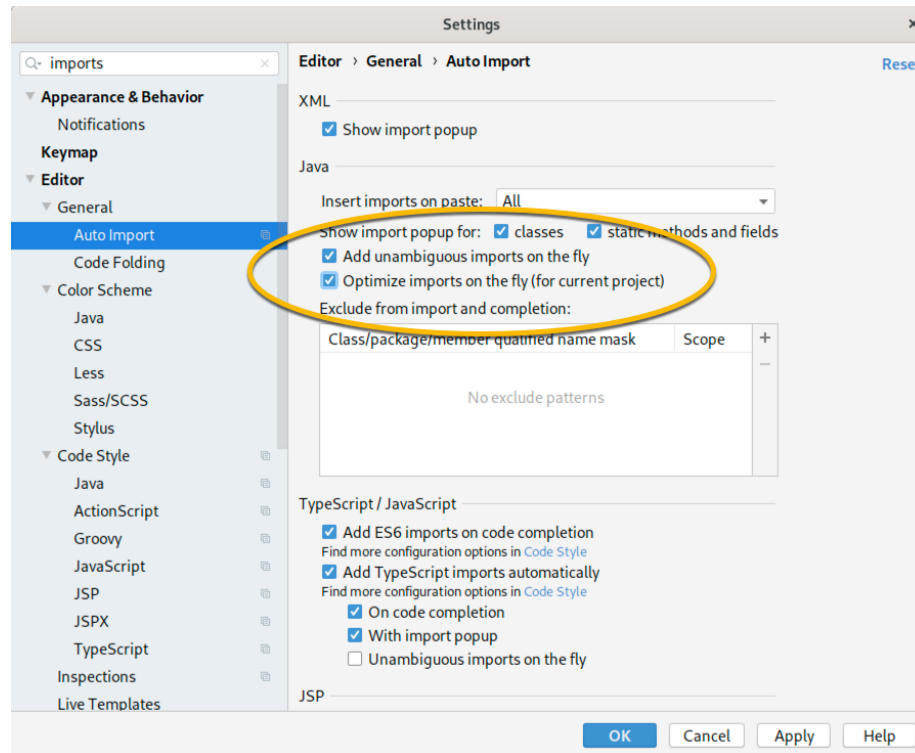 Settings
×
imports
×
Editor › General › Auto Import
Rese
Appearance & Behavior
Notifications
Keymap
Editor
General
Auto Import
Code Folding
Color Scheme
Java
CSS
Less
Sass/SCSS
Stylus
Code Style
Java
ActionScript
Groovy
JavaScript
JSP
JSPX
TypeScript
Inspections
Live Templates
XML
Show import popup
Java
Insert imports on paste: All
Show import popup for: classes static methods and fields
Add unambiguous imports on the fly
Optimize imports on the fly (for current project)
Exclude from import and completion:
Class/package/member qualified name mask Scope +
−
No exclude patterns
TypeScript / JavaScript
Add ES6 imports on code completion
Find more configuration options in Code Style
Add TypeScript imports automatically
Find more configuration options in Code Style
On code completion
With import popup
Unambiguous imports on the fly
JSP
OK Cancel Apply Help